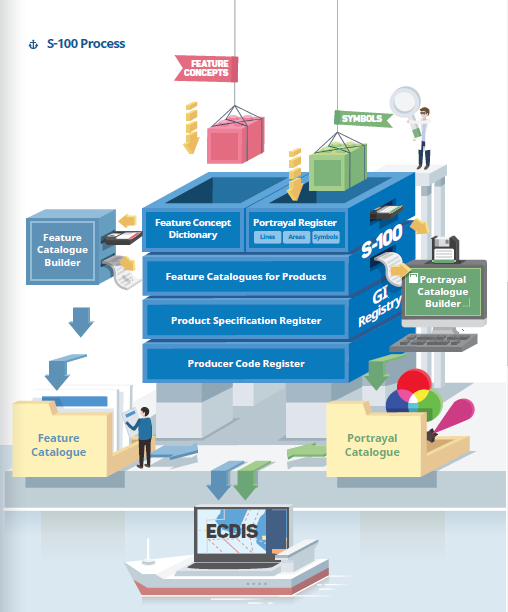 S-100 Process
FEATURE
CONCEPTS
SYMBOLS
Feature Concept
Dictionary
Portrayal Register
Lines
Areas
Symbols
S-100
GI
Registry
Feature
Catalogue
Builder
Feature Catalogues for Products
Portrayal
Catalogue
Builder
Product Specification Register
Producer Code Register
Feature
Catalogue
Portrayal
Catalogue
ECDIS